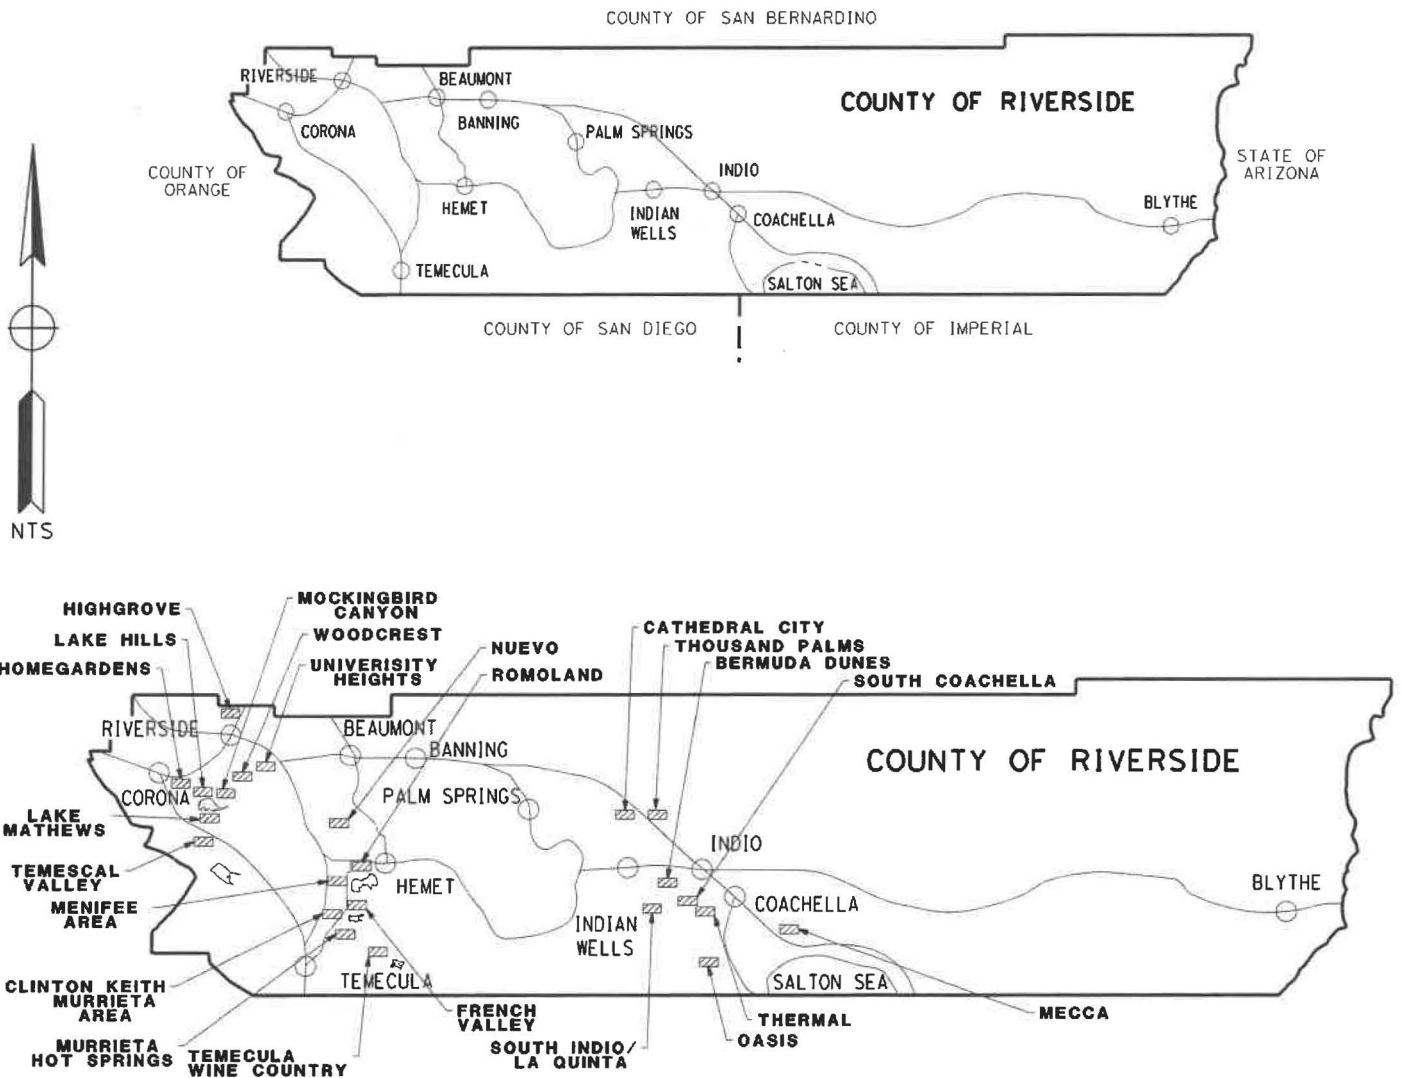 COUNTY OF SAN BERNARDINO
RIVERSIDE
BEAUMONT
COUNTY OF RIVERSIDE
CORONA
BANNING
PALM SPRINGS
COUNTY OF
ORANGE
STATE OF
ARIZONA
INDIO
HEMET
INDIAN
WELLS
COACHELLA
BLYTHE
TEMECULA
SALTON SEA
COUNTY OF SAN DIEGO
COUNTY OF IMPERIAL
NTS
HIGHGROVE
MOCKINGBIRD
CANYON
LAKE HILLS
WOODCREST
HOMEGARDENS
UNIVERISITY
HEIGHTS
NUEVO
ROMOLAND
CATHEDRAL CITY
THOUSAND PALMS
BERMUDA DUNES
SOUTH COACHELLA
RIVERSIDE
BEAUMONT
BANNING
COUNTY OF RIVERSIDE
CORONA
PALM SPRINGS
LAKE
MATHEWS
INDIO
TEMESCAL
VALLEY
HEMET
BLYTHE
MENIFEE
AREA
COACHELLA
INDIAN
WELLS
TEMECULA
SALTON SEA
CLINTON KEITH
MURRIETA
AREA
FRENCH
VALLEY
MECCA
THERMAL
OASIS
MURRIETA
HOT SPRINGS
TEMECULA
WINE COUNTRY
SOUTH INDIO/
LA QUINTA